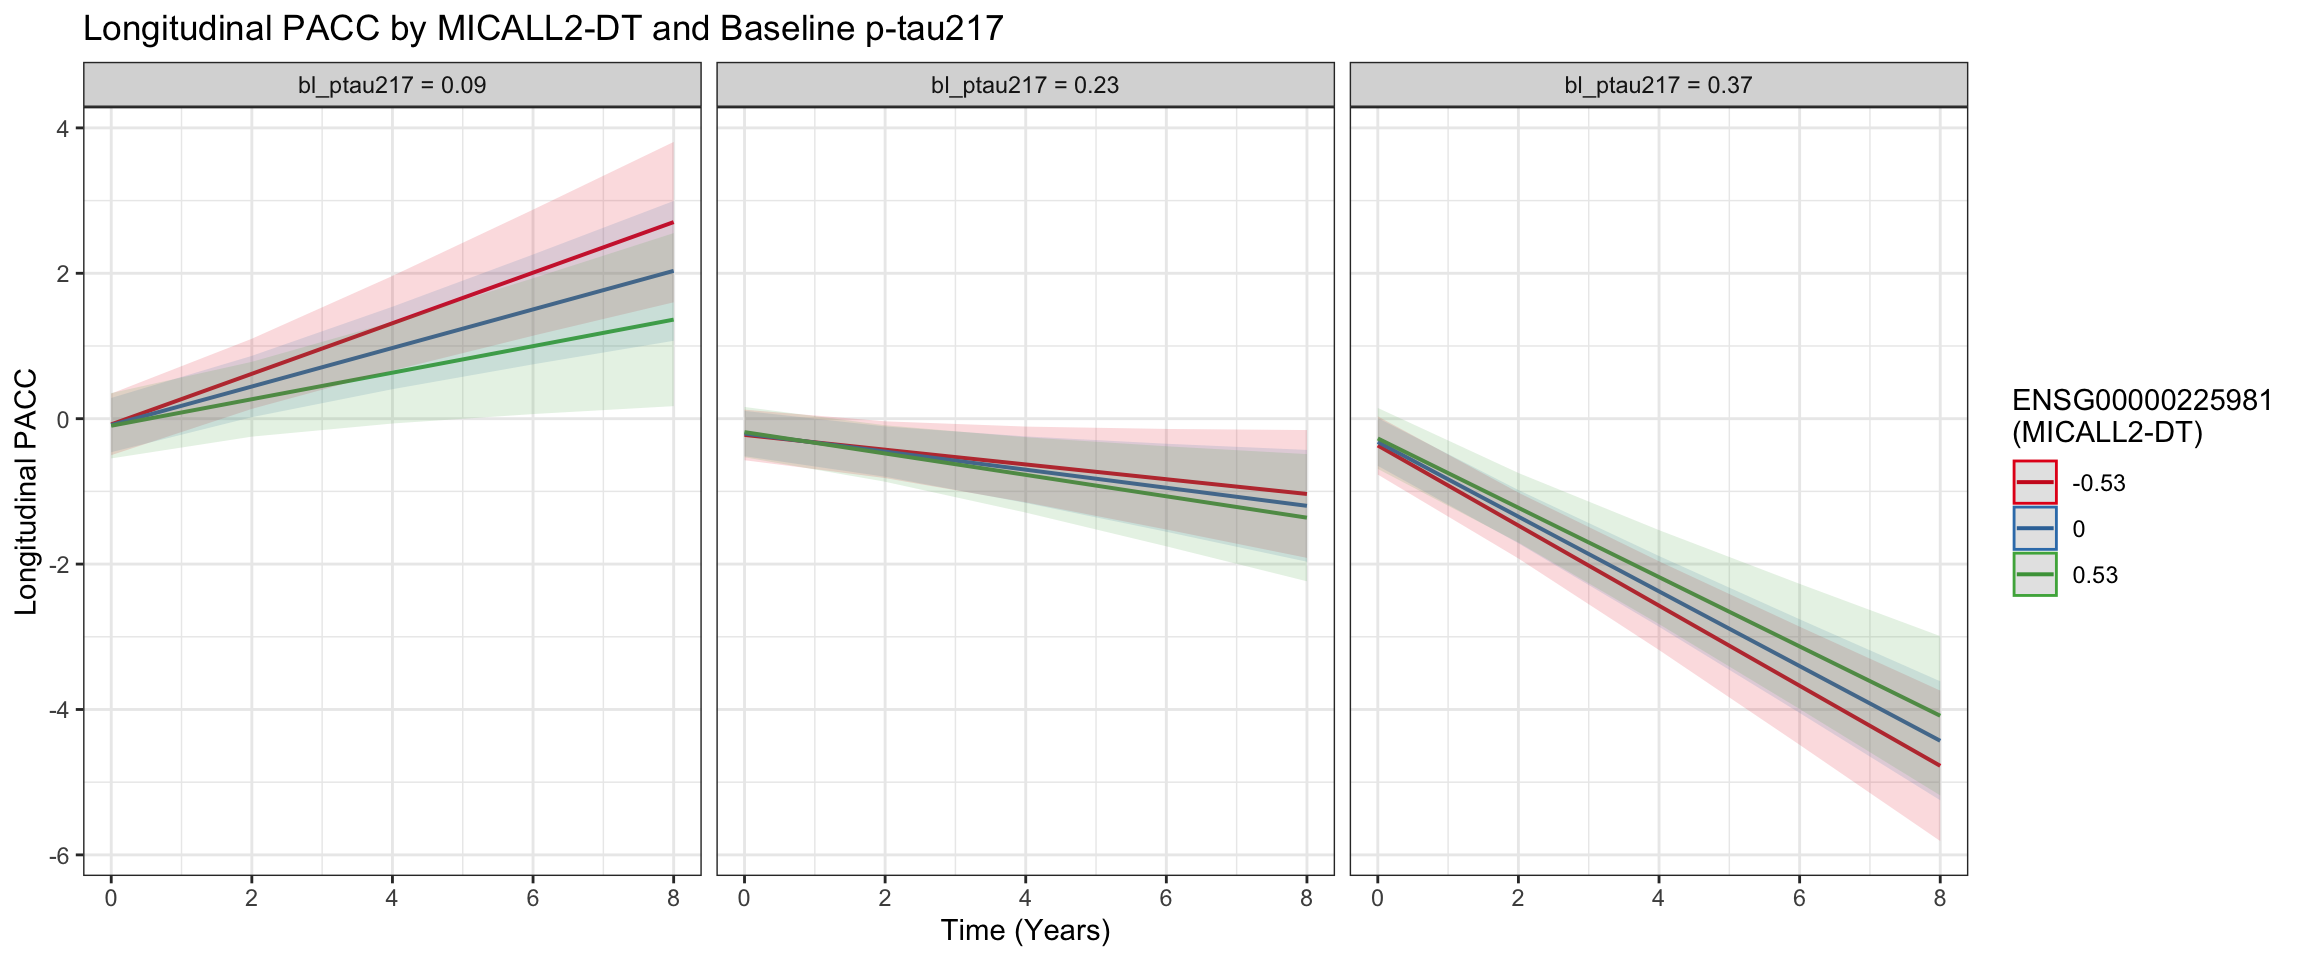 Longitudinal PACC by MICALL2-DT and Baseline p-tau217
bl_ptau217 = 0.09
bl_ptau217 = 0.23
bl_ptau217 = 0.37
Longitudinal PACC
4
2
0
-2
-4
-6
0 2 4 6 8
0 2 4 6 8
0 2 4 6 8
Time (Years)
ENSG00000225981
(MICALL2-DT)
-0.53
0
0.53